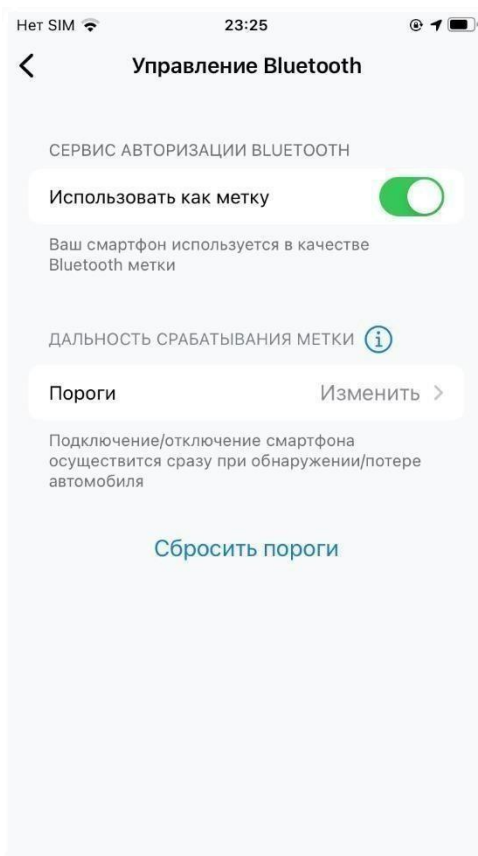 Нет SIM 23:25
Управление Bluetooth
СЕРВИС АВТОРИЗАЦИИ BLUETOOTH
Использовать как метку
Ваш смартфон используется в качестве
Bluetooth метки
ДАЛЬНОСТЬ СРАБАТЫВАНИЯ МЕТКИ i
Пороги Изменить
Подключение/отключение смартфона
осуществится сразу при обнаружении/потере
автомобиля
Сбросить пороги